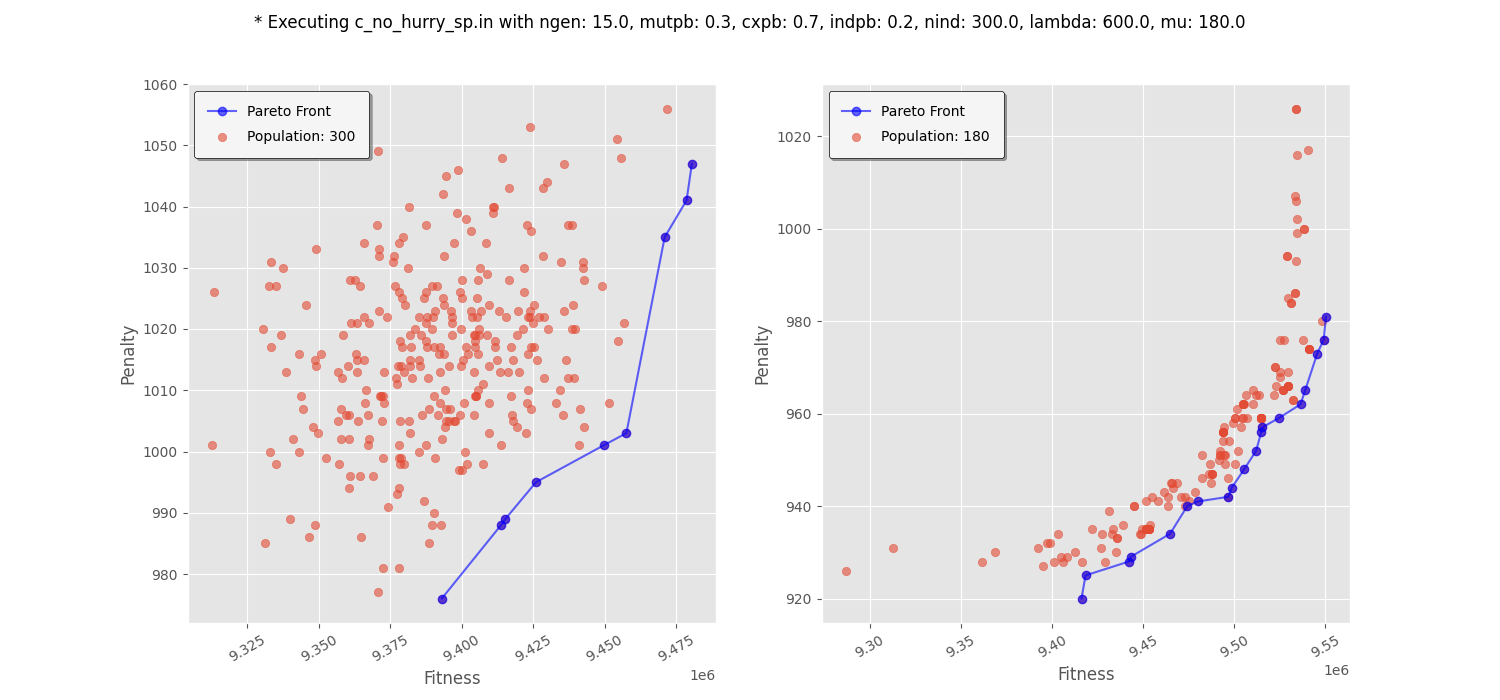 * Executing c_no_hurry_sp.in with ngen: 15.0, mutpb: 0.3, cxpb: 0.7, indpb: 0.2, nind: 300.0, lambda: 600.0, mu: 180.0
Pareto Front
Population: 300
Penalty
1060
1050
1040
1030
1020
1010
1000
990
980
9.325
9.350
9.375
9.400
9.425
9.450
9.475
1e6
Fitness
Pareto Front
Population: 180
Penalty
1020
1000
980
960
940
920
9.30
9.35
9.40
9.45
9.50
9.55
1e6
Fitness